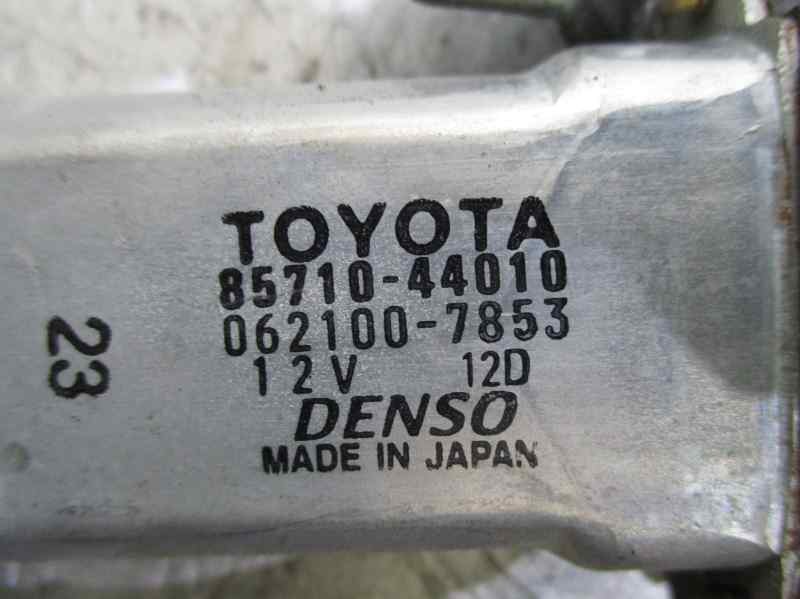 TOYOTA
85710-44010
062100-7853
12V 12D
DENSO
MADE IN JAPAN
23